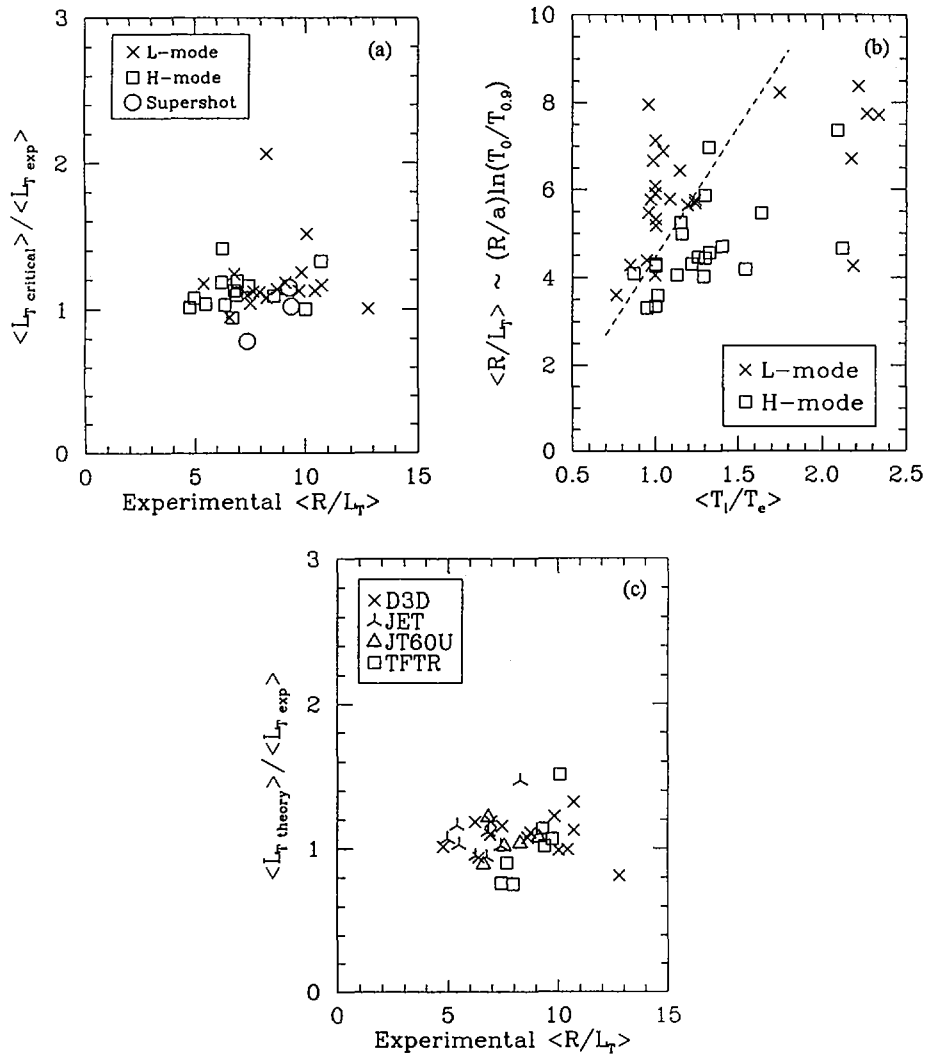 (a)
× L-mode
□ H-mode
○ Supershot
<L_T critical>/<L_T exp>
3
2
1
0
0 5 10 15
Experimental <R/L_T>
(b)
<R/L_T> ~ (R/a)ln(T_0/T_0.9)
10
8
6
4
2
0
× L-mode
□ H-mode
0.5 1.0 1.5 2.0 2.5
<T_i/T_e>
(c)
× D3D
⅄ JET
△ JT60U
□ TFTR
<L_T theory>/<L_T exp>
3
2
1
0
0 5 10 15
Experimental <R/L_T>